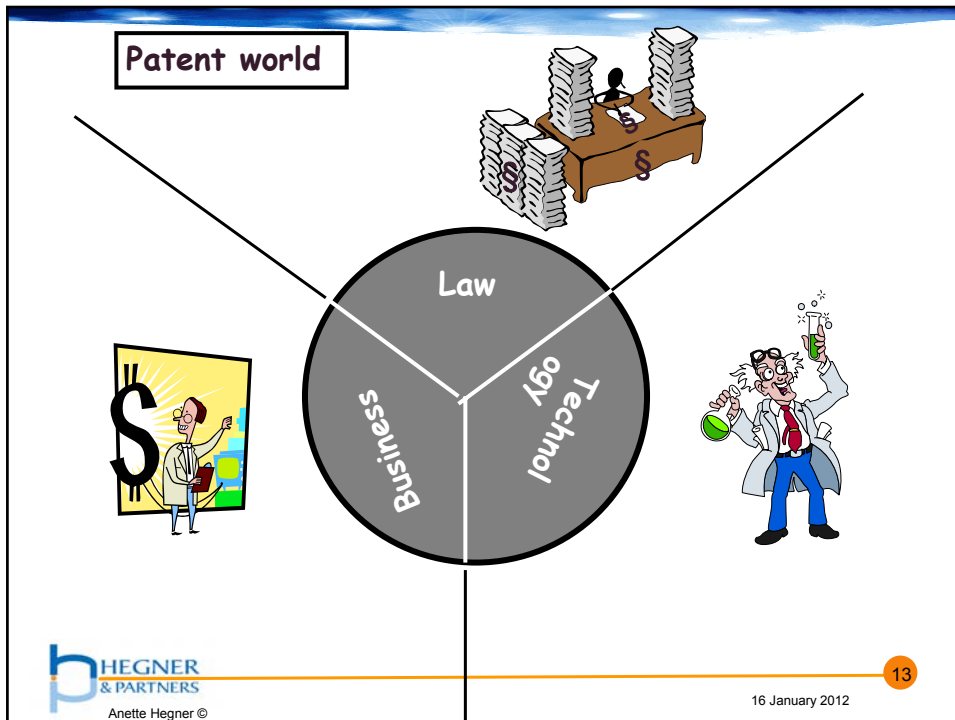 Patent world
§
§
§
Law
Business
Technol
ogy
$
HEGNER
& PARTNERS
Anette Hegner ©
13
16 January 2012